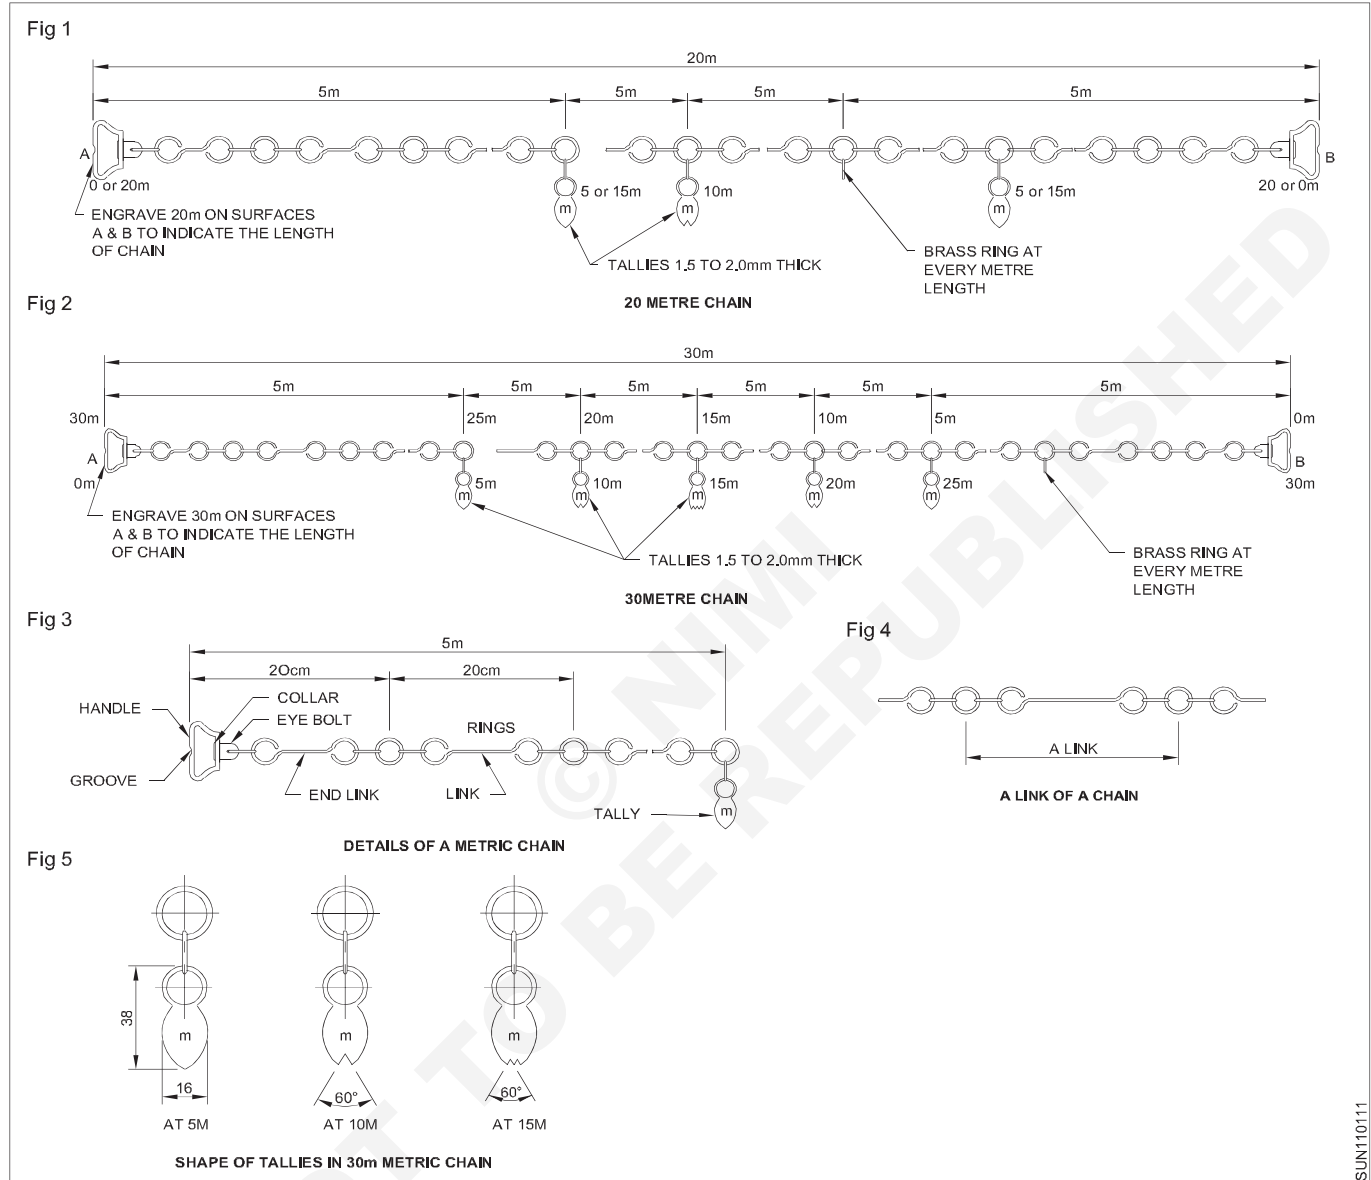 Fig 1
20m
5m 5m 5m 5m
A
B
0 or 20m
5 or 15m
10m
5 or 15m
20 or 0m
m m m
ENGRAVE 20m ON SURFACES
A & B TO INDICATE THE LENGTH
OF CHAIN
TALLIES 1.5 TO 2.0mm THICK
BRASS RING AT
EVERY METRE
LENGTH
20 METRE CHAIN
Fig 2
30m
5m 5m 5m 5m 5m 5m
30m 25m 20m 15m 10m 5m 0m
A
B
0m 5m 10m 15m 20m 25m 30m
m m m m m
ENGRAVE 30m ON SURFACES
A & B TO INDICATE THE LENGTH
OF CHAIN
TALLIES 1.5 TO 2.0mm THICK
BRASS RING AT
EVERY METRE
LENGTH
30METRE CHAIN
Fig 3
5m
2Ocm 20cm
HANDLE
COLLAR
EYE BOLT
RINGS
GROOVE
END LINK
LINK
TALLY
m
DETAILS OF A METRIC CHAIN
Fig 4
A LINK
A LINK OF A CHAIN
Fig 5
38
m m m
16
60°
60°
AT 5M AT 10M AT 15M
SHAPE OF TALLIES IN 30m METRIC CHAIN
SUN110111
© NIMI
T TO BE REPUBLISHED